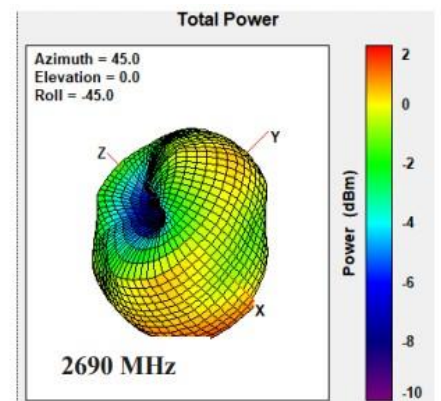 Total Power
Azimuth = 45.0
Elevation = 0.0
Roll = -45.0
Z
Y
X
2690 MHz
Power (dBm)
2
0
-2
-4
-6
-8
-10